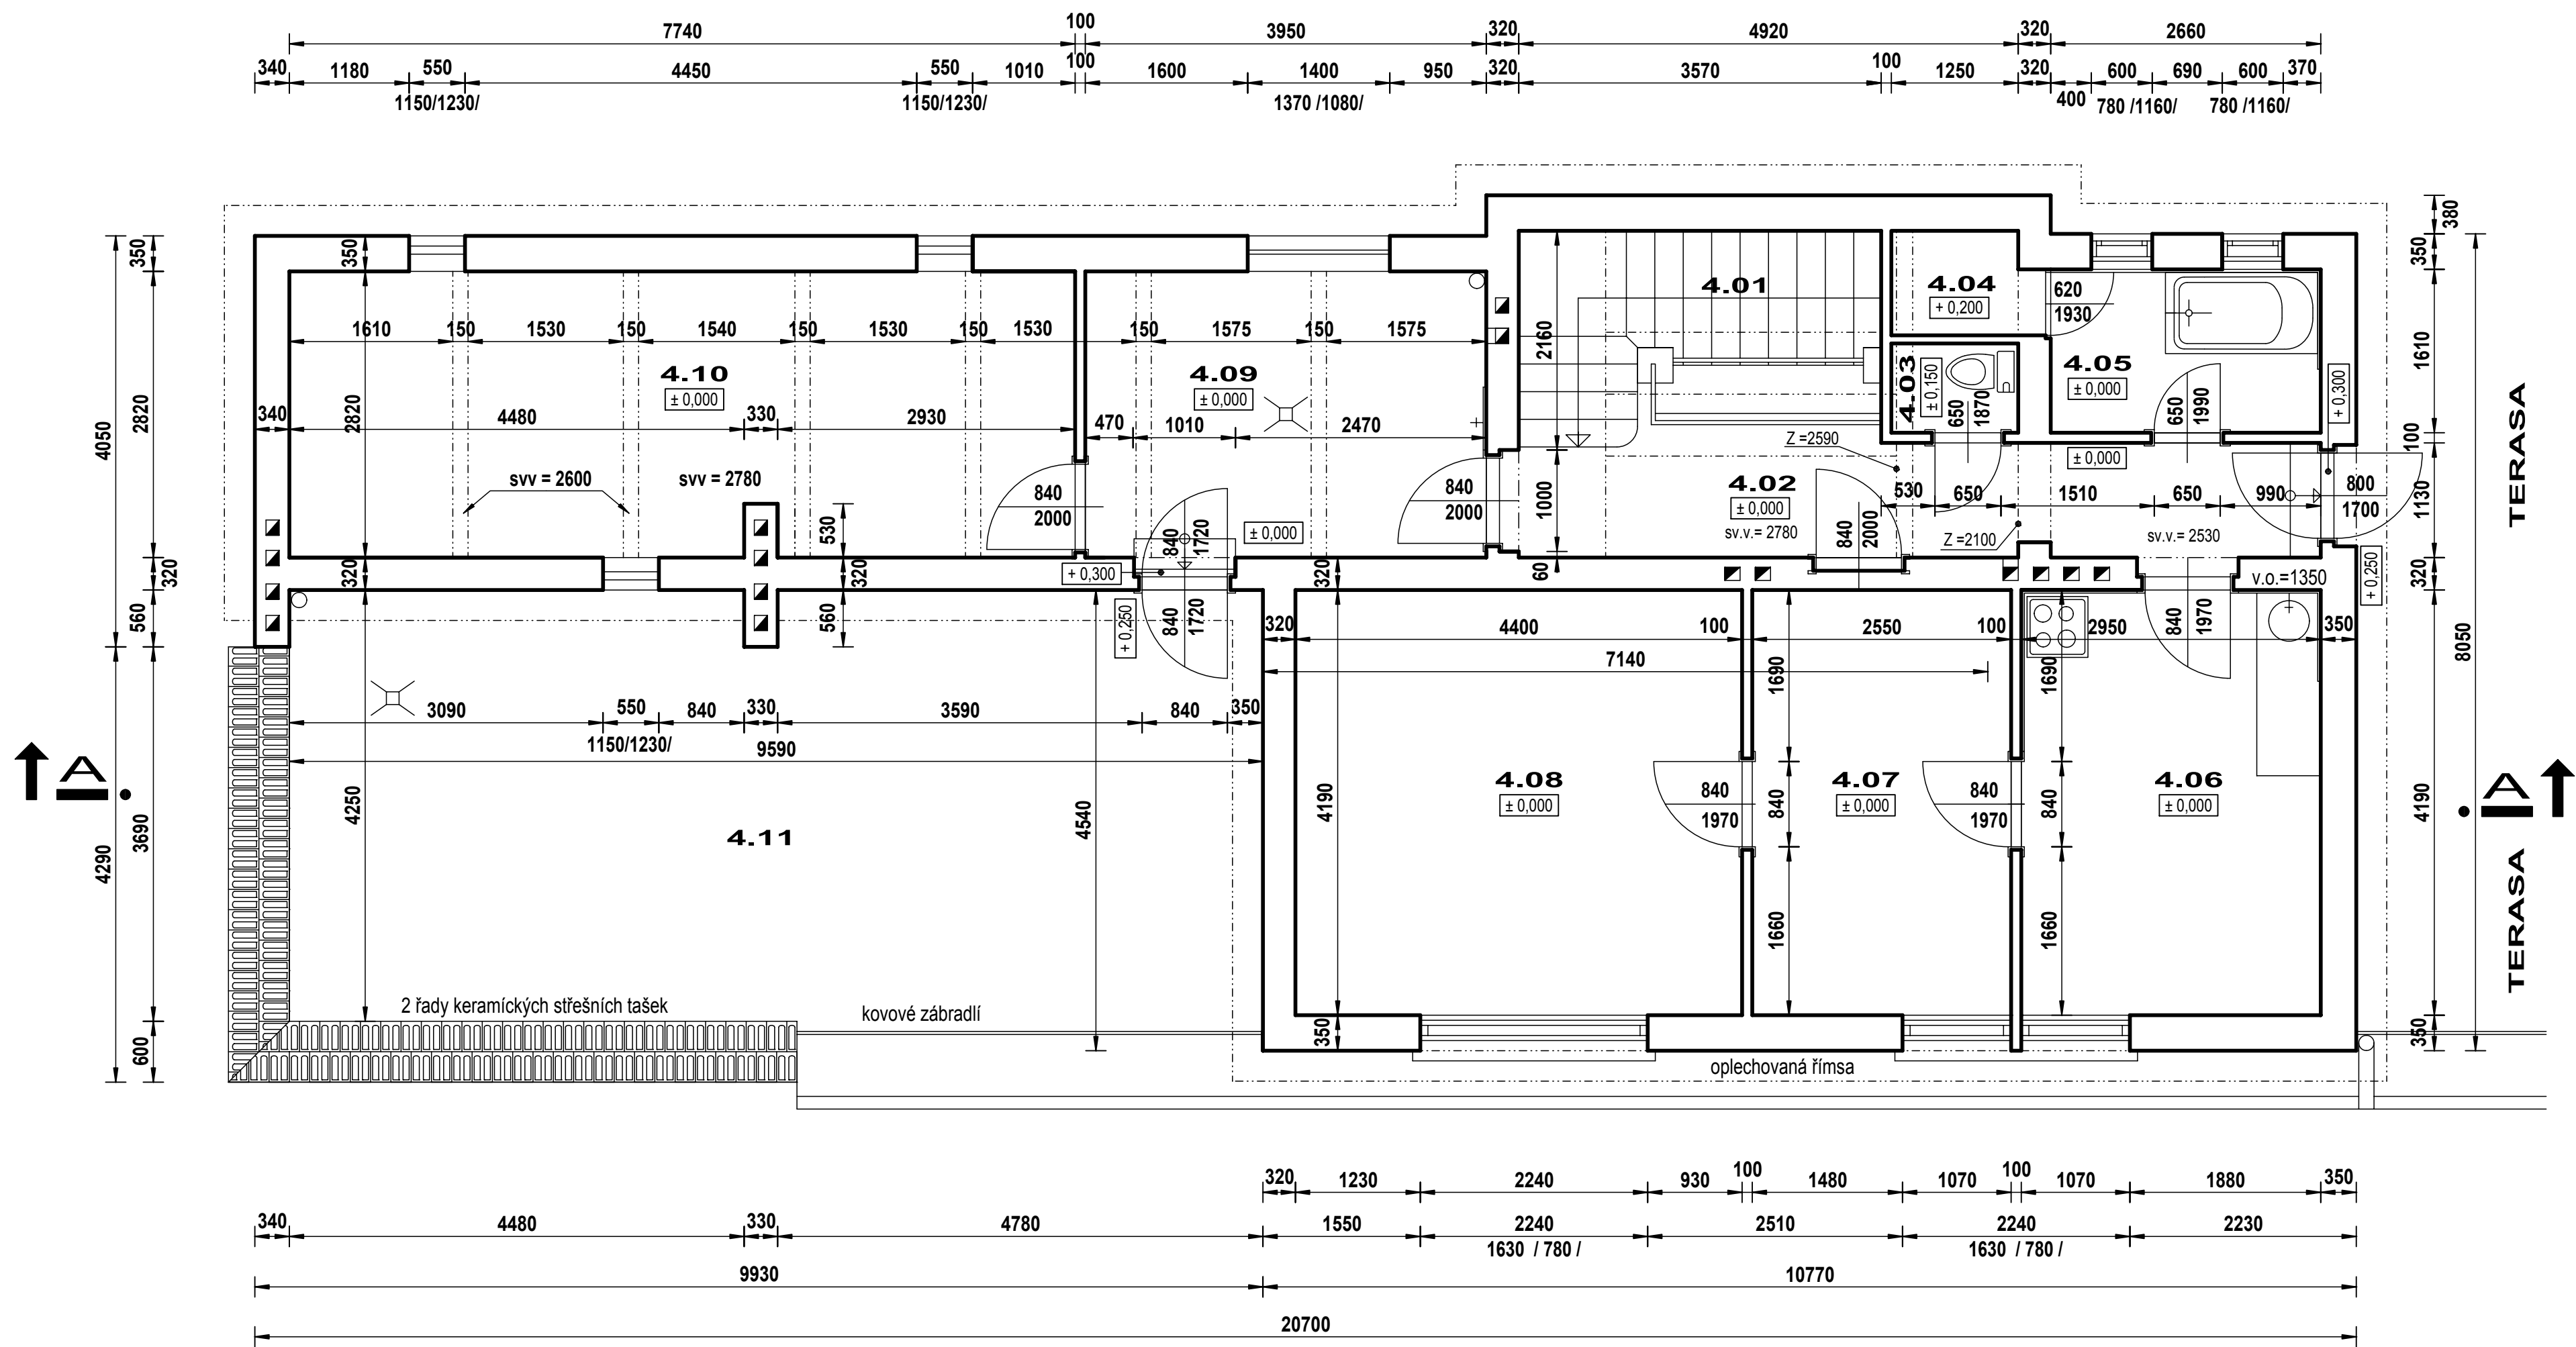 7740 100 3950 320 4920 320 2660
340 1180 550 4450 550 1010 100 1600 1400 950 320 3570 100 1250 320 400 600 690 600 370
1150/1230/ 1150/1230/ 1370 /1080/ 780 /1160/ 780 /1160/
380
350 350 350 350
4.01 4.04
+ 0,200
620
1930
1610 150 1530 150 1540 150 1530 150 1530 150 1575 150 1575
2160
1610
4.10
± 0,000
4.09
± 0,000
4.03
± 0,150
4.05
± 0,000
+ 0,300
TERASA
4050 2820 2820
340 4480 330 2930 470 1010 2470
650
1870
650
1990
Z =2590
± 0,000
100
svv = 2600 svv = 2780
840
2000
840
2000
1000
4.02
± 0,000
sv.v.= 2780
840
2000
530 650 1510 650 990
800
1700
1130
Z =2100
sv.v.= 2530
530
840
1720
± 0,000
+ 0,300
320 320 320 320 320
60
v.o.=1350
+ 0,250
560 560
+ 0,250
840
1720
840
1970
320 4400 100 2550 100 2950 350
7140
1690 1690
8050
3090 550 840 330 3590 840 350
1150/1230/
9590
A A
4.08
± 0,000
4.07
± 0,000
4.06
± 0,000
840
1970
840
1970
840 840
4290 3690 4250 4540 4190 4190
4.11
1660 1660
TERASA
2 řady keramíckých střešních tašek
kovové zábradlí
600 350 350
oplechovaná římsa
320 1230 2240 930 100 1480 1070 100 1070 1880 350
340 4480 330 4780 1550 2240 2510 2240 2230
1630 / 780 / 1630 / 780 /
9930 10770
20700